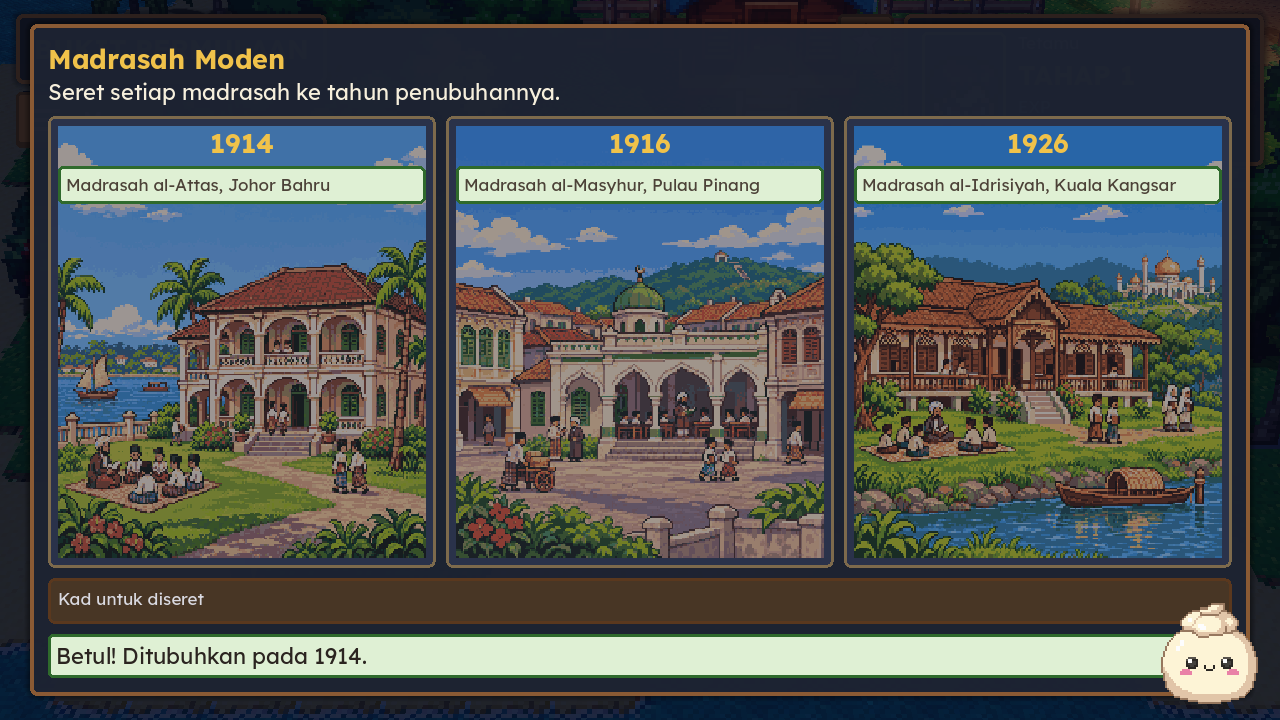 Madrasah Moden
Seret setiap madrasah ke tahun penubuhannya.
1914
Madrasah al-Attas, Johor Bahru
1916
Madrasah al-Masyhur, Pulau Pinang
1926
Madrasah al-Idrisiyah, Kuala Kangsar
Kad untuk diseret
Betul! Ditubuhkan pada 1914.